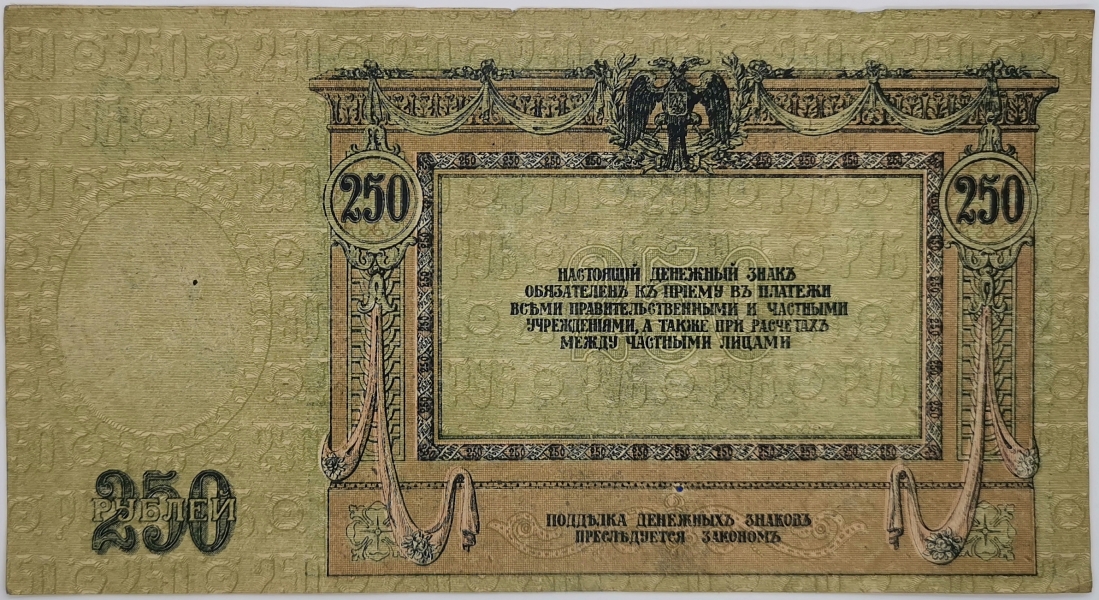 250 250
НАСТОЯЩІЙ ДЕНЕЖНЫЙ ЗНАКЪ
ОБЯЗАТЕЛЕНЪ КЪ ПРІЕМУ ВЪ ПЛАТЕЖИ
ВСѢМИ ПРАВИТЕЛЬСТВЕННЫМИ И ЧАСТНЫМИ
УЧРЕЖДЕНІЯМИ, А ТАКЖЕ ПРИ РАСЧЕТАХЪ
МЕЖДУ ЧАСТНЫМИ ЛИЦАМИ
250
РУБЛЕЙ
ПОДДѢЛКА ДЕНЕЖНЫХЪ ЗНАКОВЪ
ПРЕСЛѢДУЕТСЯ ЗАКОНОМЪ